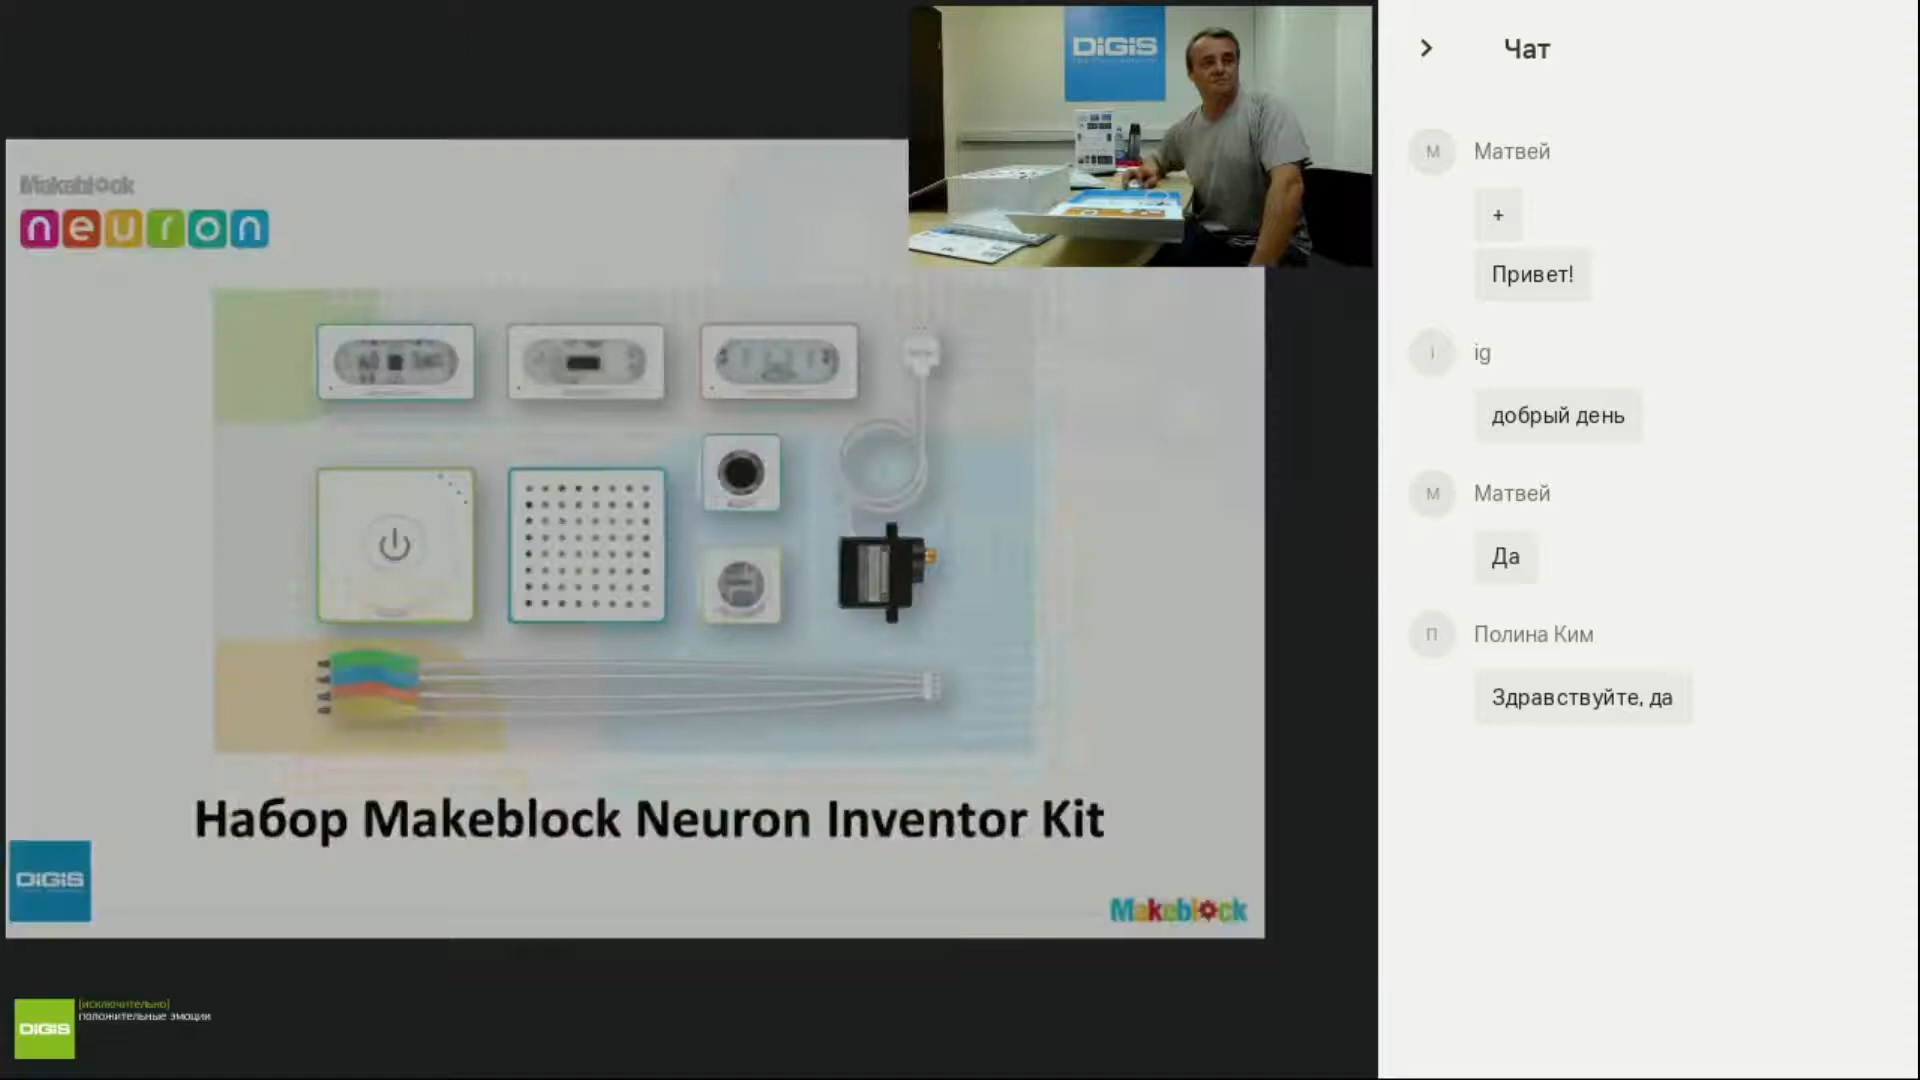 DiGiS
Makeblock
neuron
Набор Makeblock Neuron Inventor Kit
DiGiS
Makeblock
DiGiS
[исключительно]
положительные эмоции
Чат
М
Матвей
+
Привет!
i
ig
добрый день
М
Матвей
Да
П
Полина Ким
Здравствуйте, да